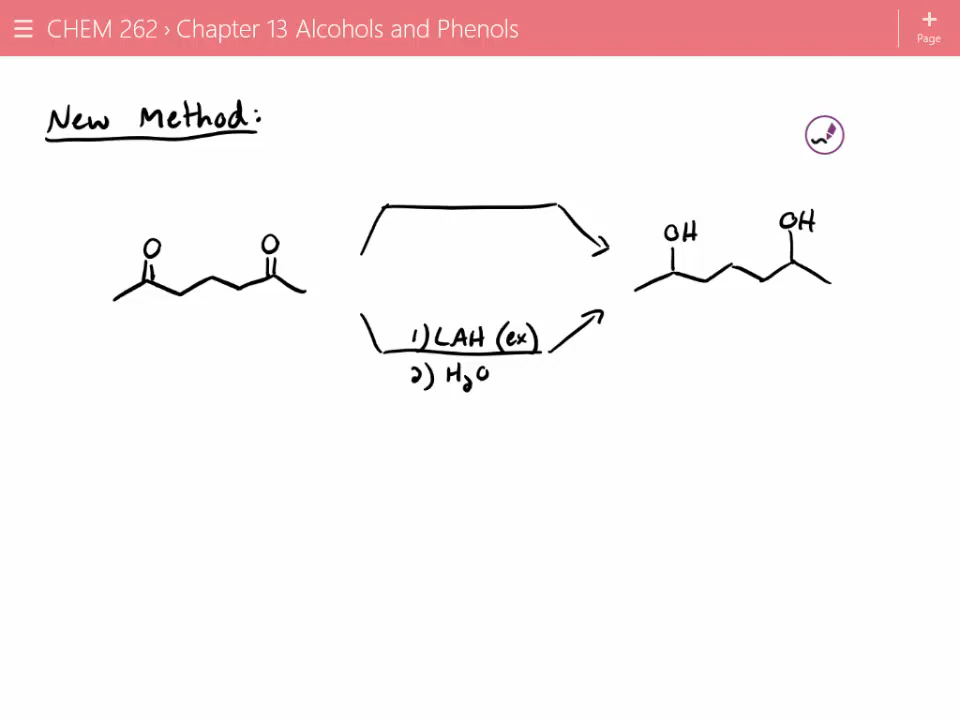 CHEM 262 › Chapter 13 Alcohols and Phenols
+
Page
New Method:
O O
OH OH
1) LAH (ex)
2) H₂O